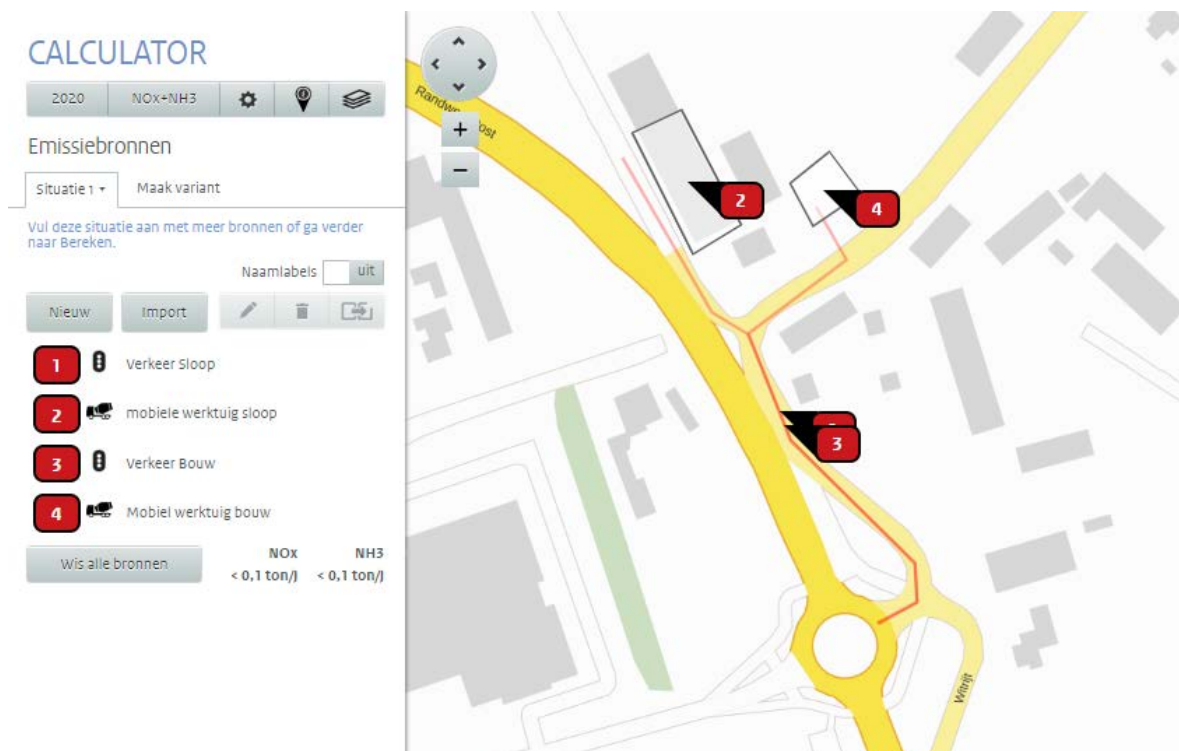 CALCULATOR
2020 NOx+NH3
Emissiebronnen
Situatie 1 Maak variant
Vul deze situatie aan met meer bronnen of ga verder
naar Bereken.
Naamlabels uit
Nieuw Import
1 Verkeer Sloop
2 mobiele werktuig sloop
3 Verkeer Bouw
4 Mobiel werktuig bouw
Wis alle bronnen
NOx NH3
< 0,1 ton/j < 0,1 ton/j
+
−
2
4
3
Witrijt